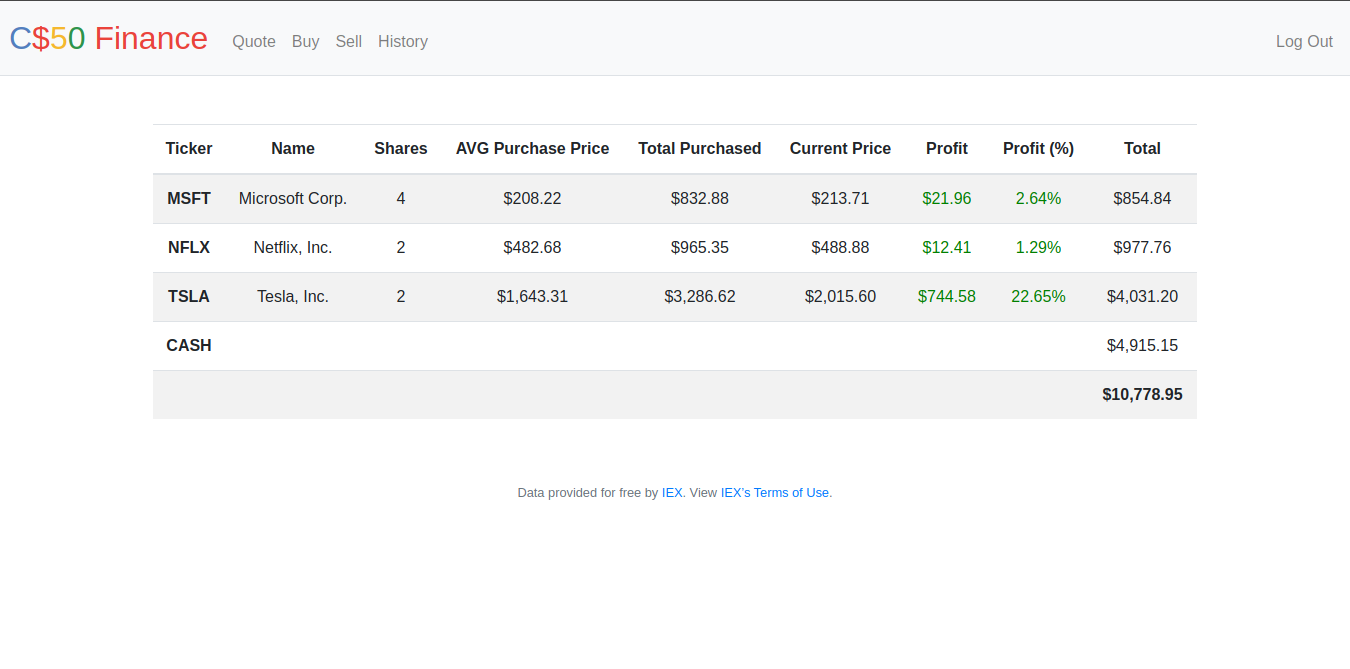 C$50 Finance Quote Buy Sell History Log Out
Ticker Name Shares AVG Purchase Price Total Purchased Current Price Profit Profit (%) Total
MSFT Microsoft Corp. 4 $208.22 $832.88 $213.71 $21.96 2.64% $854.84
NFLX Netflix, Inc. 2 $482.68 $965.35 $488.88 $12.41 1.29% $977.76
TSLA Tesla, Inc. 2 $1,643.31 $3,286.62 $2,015.60 $744.58 22.65% $4,031.20
CASH $4,915.15
$10,778.95
Data provided for free by IEX. View IEX's Terms of Use.